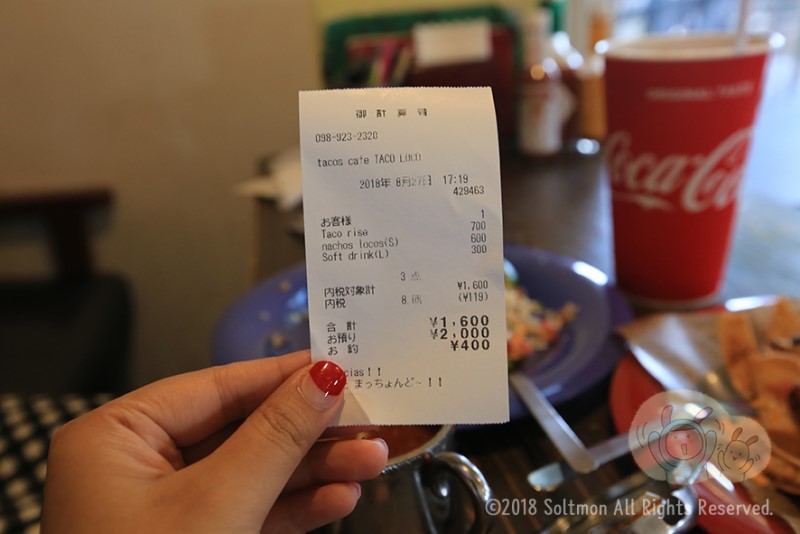 御計算書
098-923-2320
tacos cafe TACO LOCO
2018年 8月27日 17:19
429463
お客様 1
Taco rise 700
nachos locos(S) 600
Soft drink(L) 300
3 点
内税対象計 ¥1,600
内税 8.0% (¥119)
合 計 ¥1,600
お預り ¥2,000
お 釣 ¥400
cias!!
まっちょんど~!!
ORIGINAL TASTE
Coca-Cola
©2018 Soltmon All Rights Reserved.